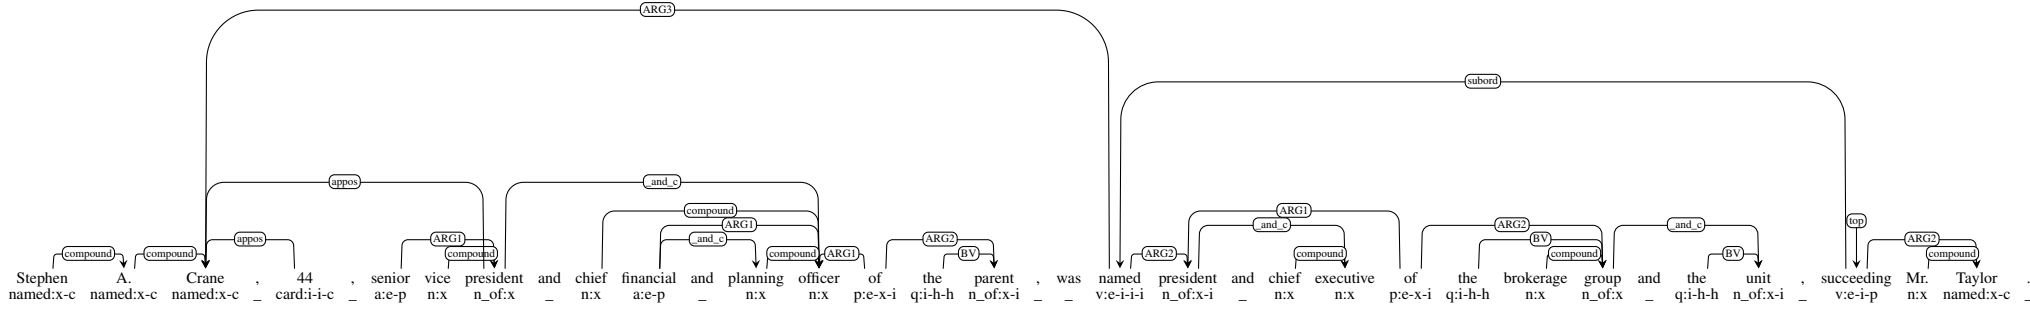 ARG3
subord
appos _and_c
compound ARG1
ARG1 _and_c ARG2 _and_c top
appos ARG1 _and_c ARG2 BV ARG2
compound compound compound compound ARG1 BV ARG2 compound compound BV compound
Stephen A. Crane , 44 , senior vice president and chief financial and planning officer of the parent , was named president and chief executive of the brokerage group and the unit , succeeding Mr. Taylor .
named:x-c named:x-c named:x-c _ card:i-i-c _ a:e-p n:x n_of:x _ n:x a:e-p _ n:x n:x p:e-x-i q:i-h-h n_of:x-i _ _ v:e-i-i-i n_of:x-i _ n:x n:x p:e-x-i q:i-h-h n:x n_of:x _ q:i-h-h n_of:x-i _ v:e-i-p n:x named:x-c _